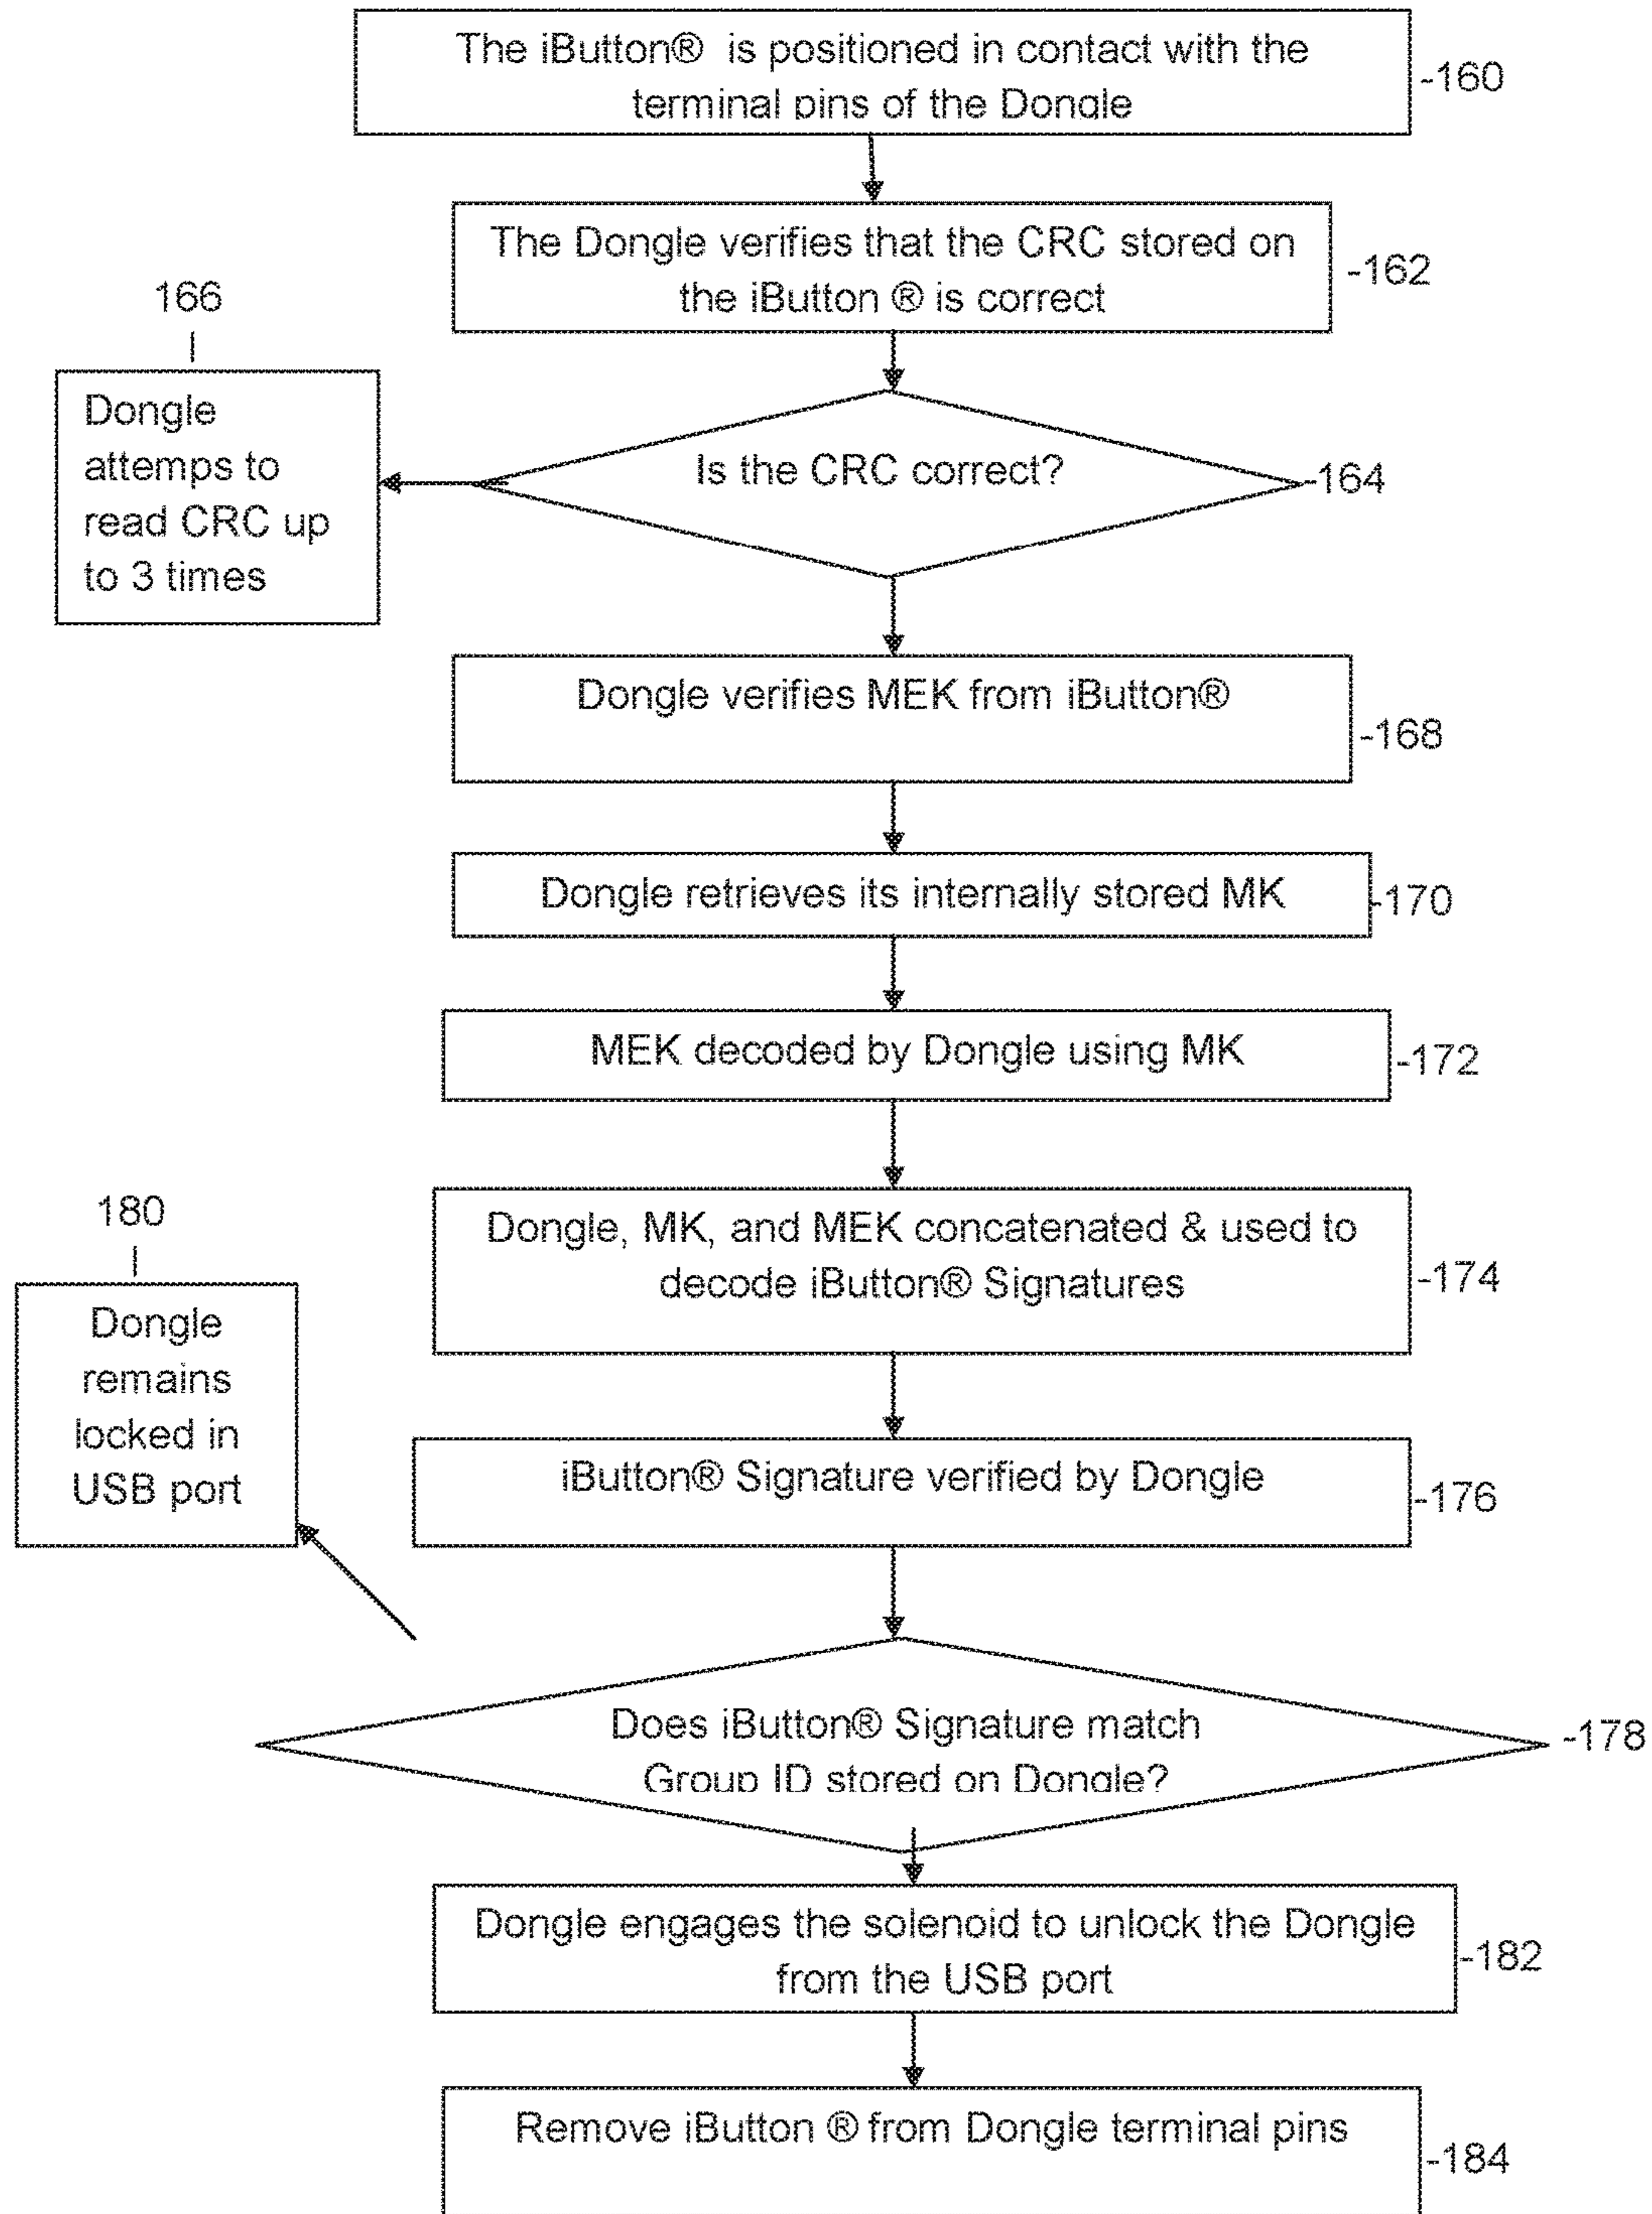 The iButton® is positioned in contact with the
terminal pins of the Dongle
-160
The Dongle verifies that the CRC stored on
the iButton ® is correct
-162
166
Dongle
attemps to
read CRC up
to 3 times
Is the CRC correct?
-164
Dongle verifies MEK from iButton®
-168
Dongle retrieves its internally stored MK
-170
MEK decoded by Dongle using MK
-172
Dongle, MK, and MEK concatenated & used to
decode iButton® Signatures
-174
180
Dongle
remains
locked in
USB port
iButton® Signature verified by Dongle
-176
Does iButton® Signature match
Group ID stored on Dongle?
-178
Dongle engages the solenoid to unlock the Dongle
from the USB port
-182
Remove iButton ® from Dongle terminal pins
-184